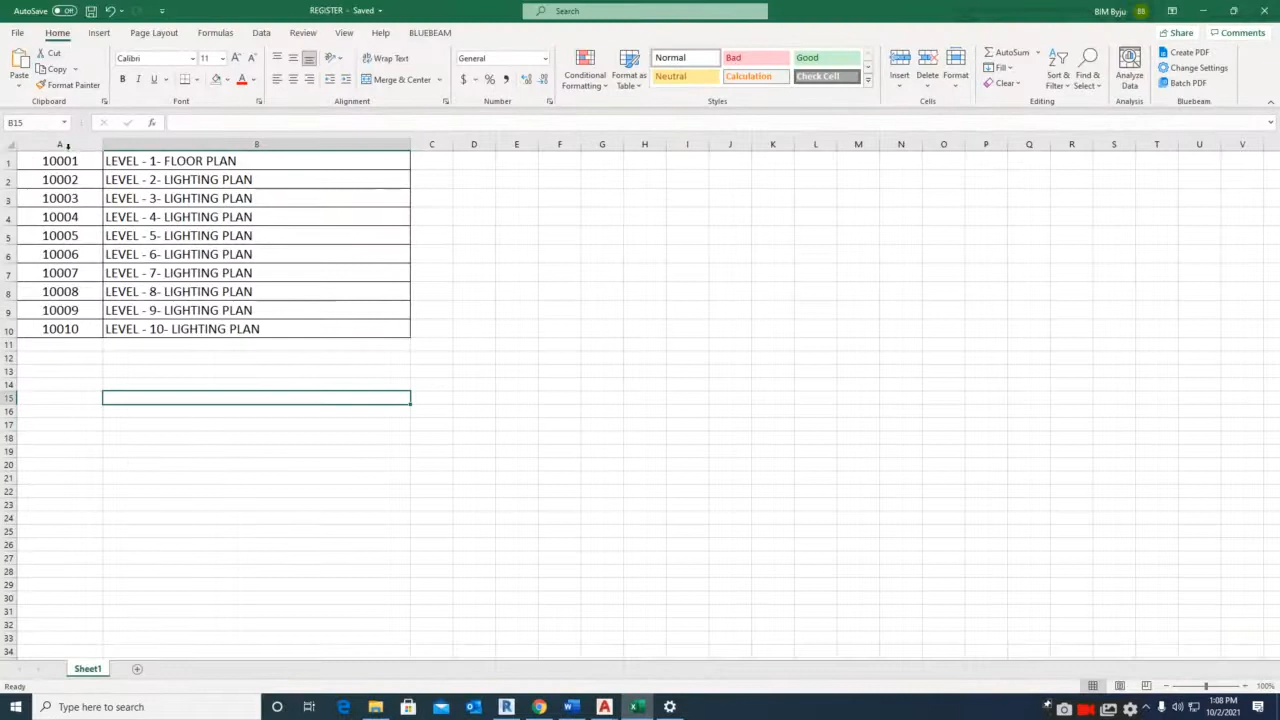 AutoSave Off REGISTER - Saved Search BIM Byju BB
File Home Insert Page Layout Formulas Data Review View Help BLUEBEAM Share Comments
Paste Cut Copy Format Painter Clipboard
Calibri 11 B I U A Font
Wrap Text Merge & Center Alignment
General $ % Number
Conditional Formatting Format as Table
Normal Bad Good
Neutral Calculation Check Cell
Styles
Insert Delete Format Cells
AutoSum Fill Clear Sort & Filter Find & Select Editing
Analyze Data Analysis
Create PDF Change Settings Batch PDF Bluebeam
B15 fx
A B C D E F G H I J K L M N O P Q R S T U V
1 10001 LEVEL - 1- FLOOR PLAN
2 10002 LEVEL - 2- LIGHTING PLAN
3 10003 LEVEL - 3- LIGHTING PLAN
4 10004 LEVEL - 4- LIGHTING PLAN
5 10005 LEVEL - 5- LIGHTING PLAN
6 10006 LEVEL - 6- LIGHTING PLAN
7 10007 LEVEL - 7- LIGHTING PLAN
8 10008 LEVEL - 8- LIGHTING PLAN
9 10009 LEVEL - 9- LIGHTING PLAN
10 10010 LEVEL - 10- LIGHTING PLAN
11
12
13
14
15
16
17
18
19
20
21
22
23
24
25
26
27
28
29
30
31
32
33
34
Sheet1
Ready 100%
Type here to search 1:08 PM
10/2/2021